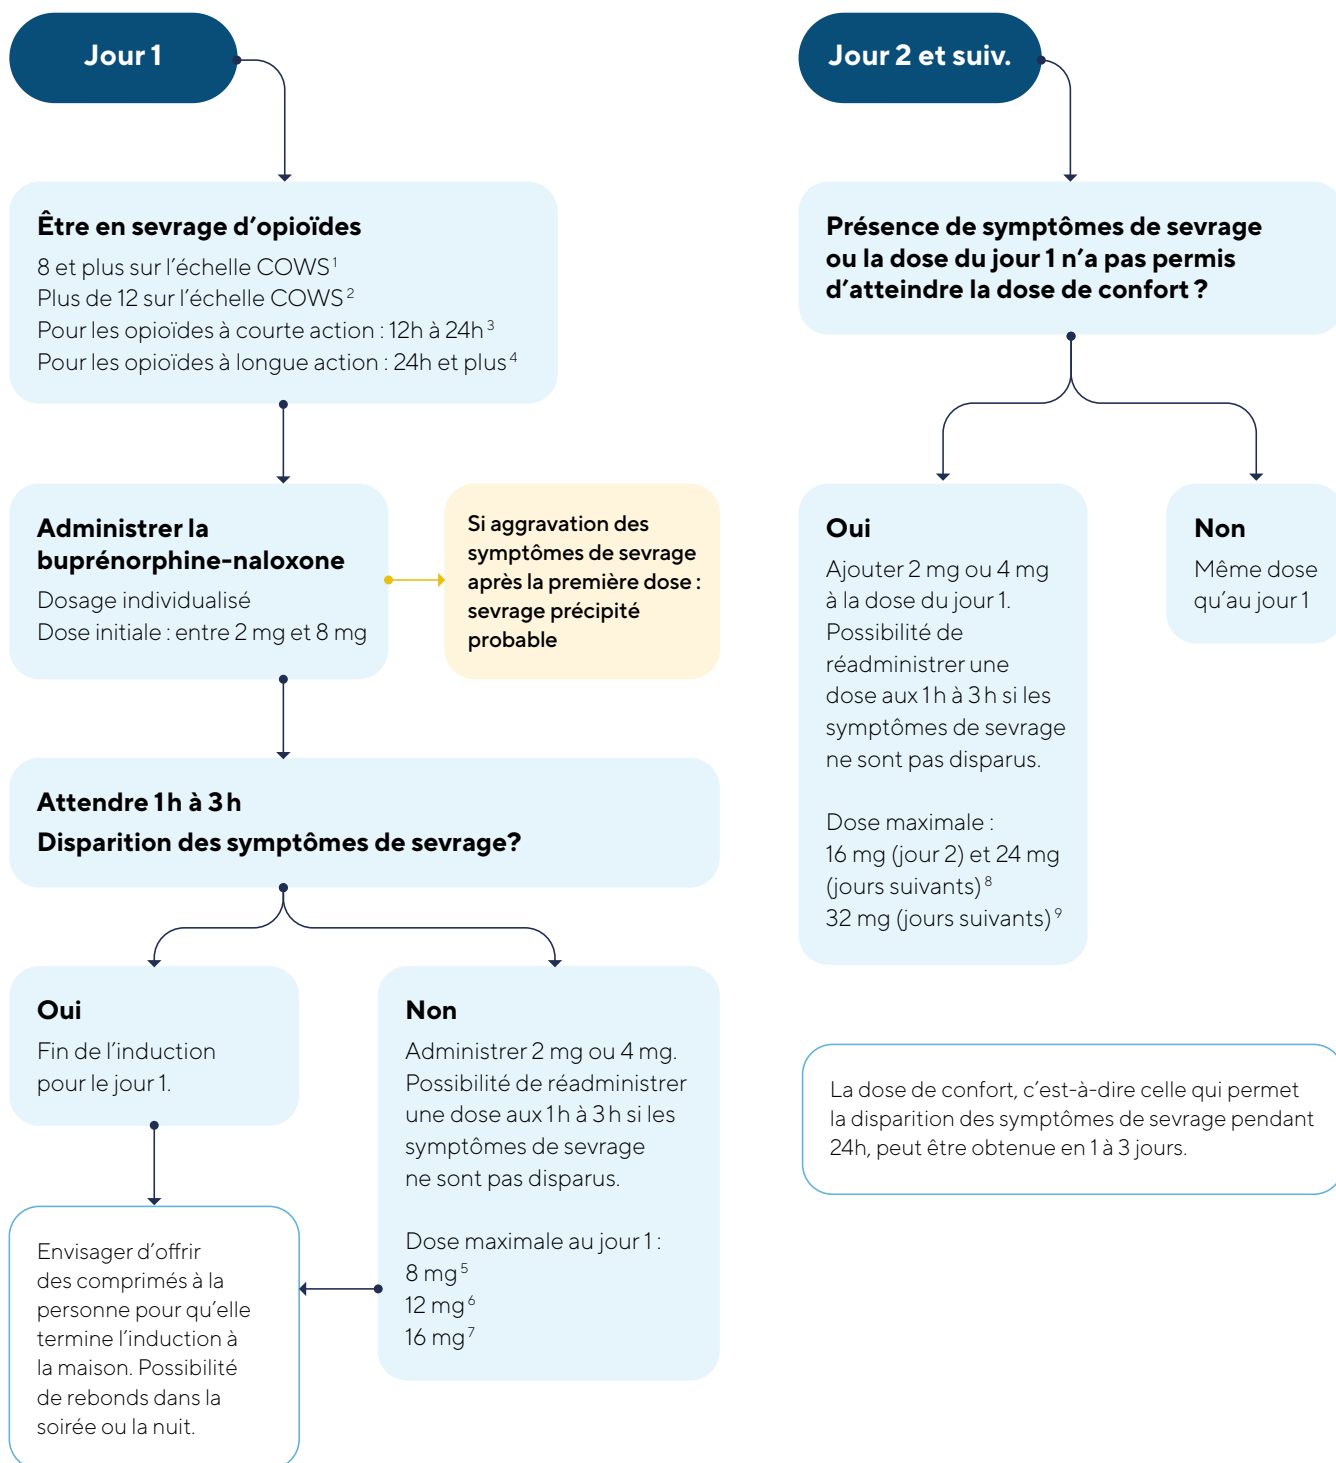 Jour 1
Être en sevrage d’opioïdes
8 et plus sur l’échelle COWS¹
Plus de 12 sur l’échelle COWS²
Pour les opioïdes à courte action : 12h à 24h³
Pour les opioïdes à longue action : 24h et plus⁴
Administrer la
buprénorphine-naloxone
Dosage individualisé
Dose initiale : entre 2 mg et 8 mg
Si aggravation des
symptômes de sevrage
après la première dose :
sevrage précipité
probable
Attendre 1h à 3h
Disparition des symptômes de sevrage?
Oui
Fin de l’induction
pour le jour 1.
Non
Administrer 2 mg ou 4 mg.
Possibilité de réadministrer
une dose aux 1h à 3h si les
symptômes de sevrage
ne sont pas disparus.
Dose maximale au jour 1 :
8 mg⁵
12 mg⁶
16 mg⁷
Envisager d’offrir
des comprimés à la
personne pour qu’elle
termine l’induction à
la maison. Possibilité
de rebonds dans la
soirée ou la nuit.
Jour 2 et suiv.
Présence de symptômes de sevrage
ou la dose du jour 1 n’a pas permis
d’atteindre la dose de confort ?
Oui
Ajouter 2 mg ou 4 mg
à la dose du jour 1.
Possibilité de
réadministrer une
dose aux 1h à 3h si les
symptômes de sevrage
ne sont pas disparus.
Dose maximale :
16 mg (jour 2) et 24 mg
(jours suivants)⁸
32 mg (jours suivants)⁹
Non
Même dose
qu’au jour 1
La dose de confort, c’est-à-dire celle qui permet
la disparition des symptômes de sevrage pendant
24h, peut être obtenue en 1 à 3 jours.